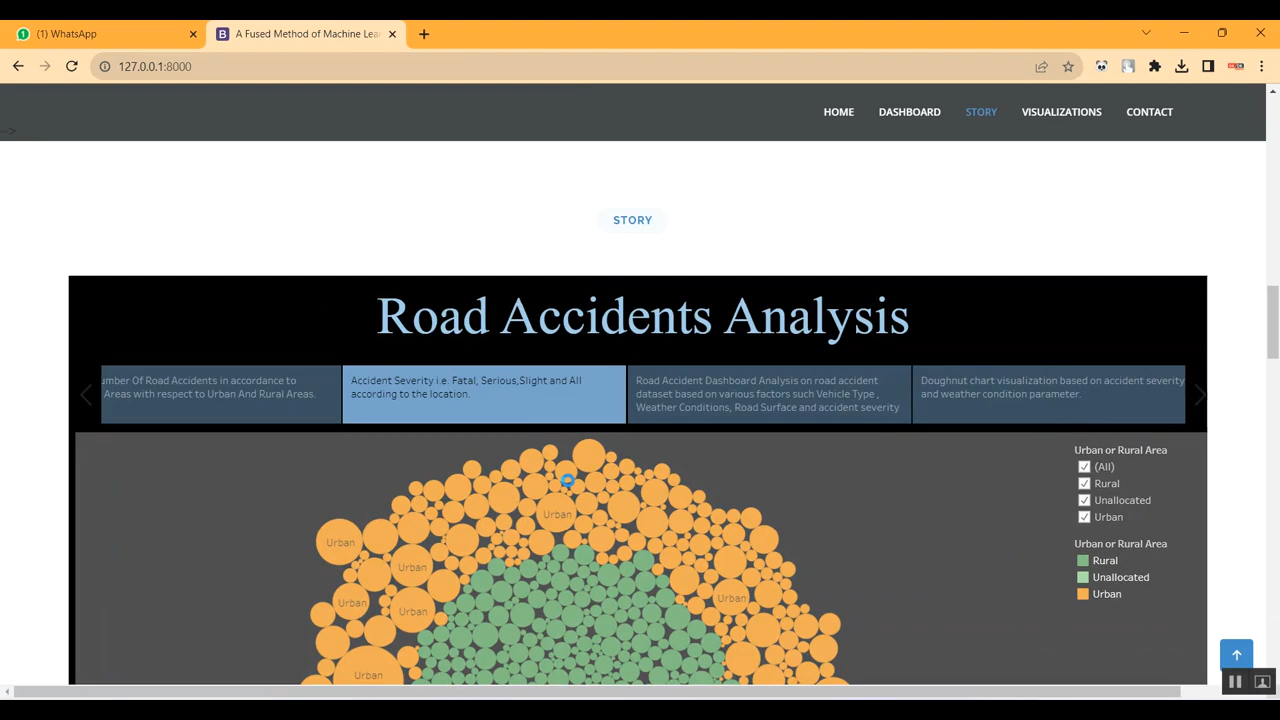 (1) WhatsApp
A Fused Method of Machine Lea
127.0.0.1:8000
HOME DASHBOARD STORY VISUALIZATIONS CONTACT
-->
STORY
Road Accidents Analysis
umber Of Road Accidents in accordance to
Areas with respect to Urban And Rural Areas.
Accident Severity i.e. Fatal, Serious,Slight and All
according to the location.
Road Accident Dashboard Analysis on road accident
dataset based on various factors such Vehicle Type ,
Weather Conditions, Road Surface and accident severity
Doughnut chart visualization based on accident severity
and weather condition parameter.
Urban or Rural Area
(All)
Rural
Unallocated
Urban
Urban or Rural Area
Rural
Unallocated
Urban
Urban
Urban
Urban
Urban
Urban
Urban
Urban